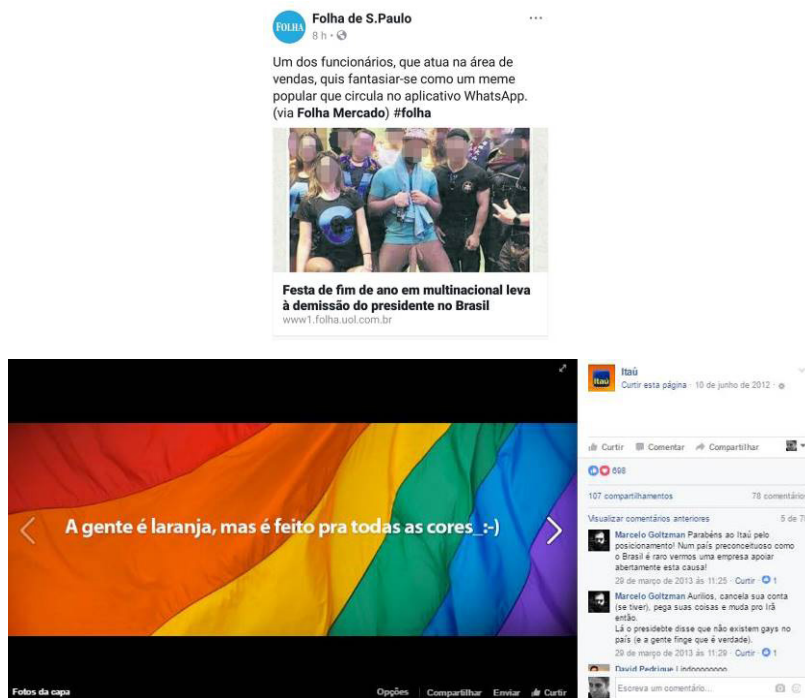 Folha de S.Paulo
FOLHA
8 h
Um dos funcionários, que atua na área de
vendas, quis fantasiar-se como um meme
popular que circula no aplicativo WhatsApp.
(via Folha Mercado) #folha
C
Festa de fim de ano em multinacional leva
à demissão do presidente no Brasil
www1.folha.uol.com.br
A gente é laranja, mas é feito pra todas as cores_:-)
Fotos da capa
Opções Compartilhar Enviar Curtir
Itaú
Itaú
Curtir esta página · 10 de junho de 2012 ·
Curtir Comentar Compartilhar
698
107 compartilhamentos 78 comentários
Visualizar comentários anteriores 5 de 7
Marcelo Goltzman Parabéns ao Itaú pelo
posicionamento! Num país preconceituoso como
o Brasil é raro vermos uma empresa apoiar
abertamente esta causa!
29 de março de 2013 às 11:25 · Curtir · 1
Marcelo Goltzman Aurilios, cancela sua conta
(se tiver), pega suas coisas e muda pro Irã
então.
Lá o presidebte disse que não existem gays no
país (e a gente finge que é verdade).
29 de março de 2013 às 11:29 · Curtir · 1
David Pedrique
Escreva um comentário...